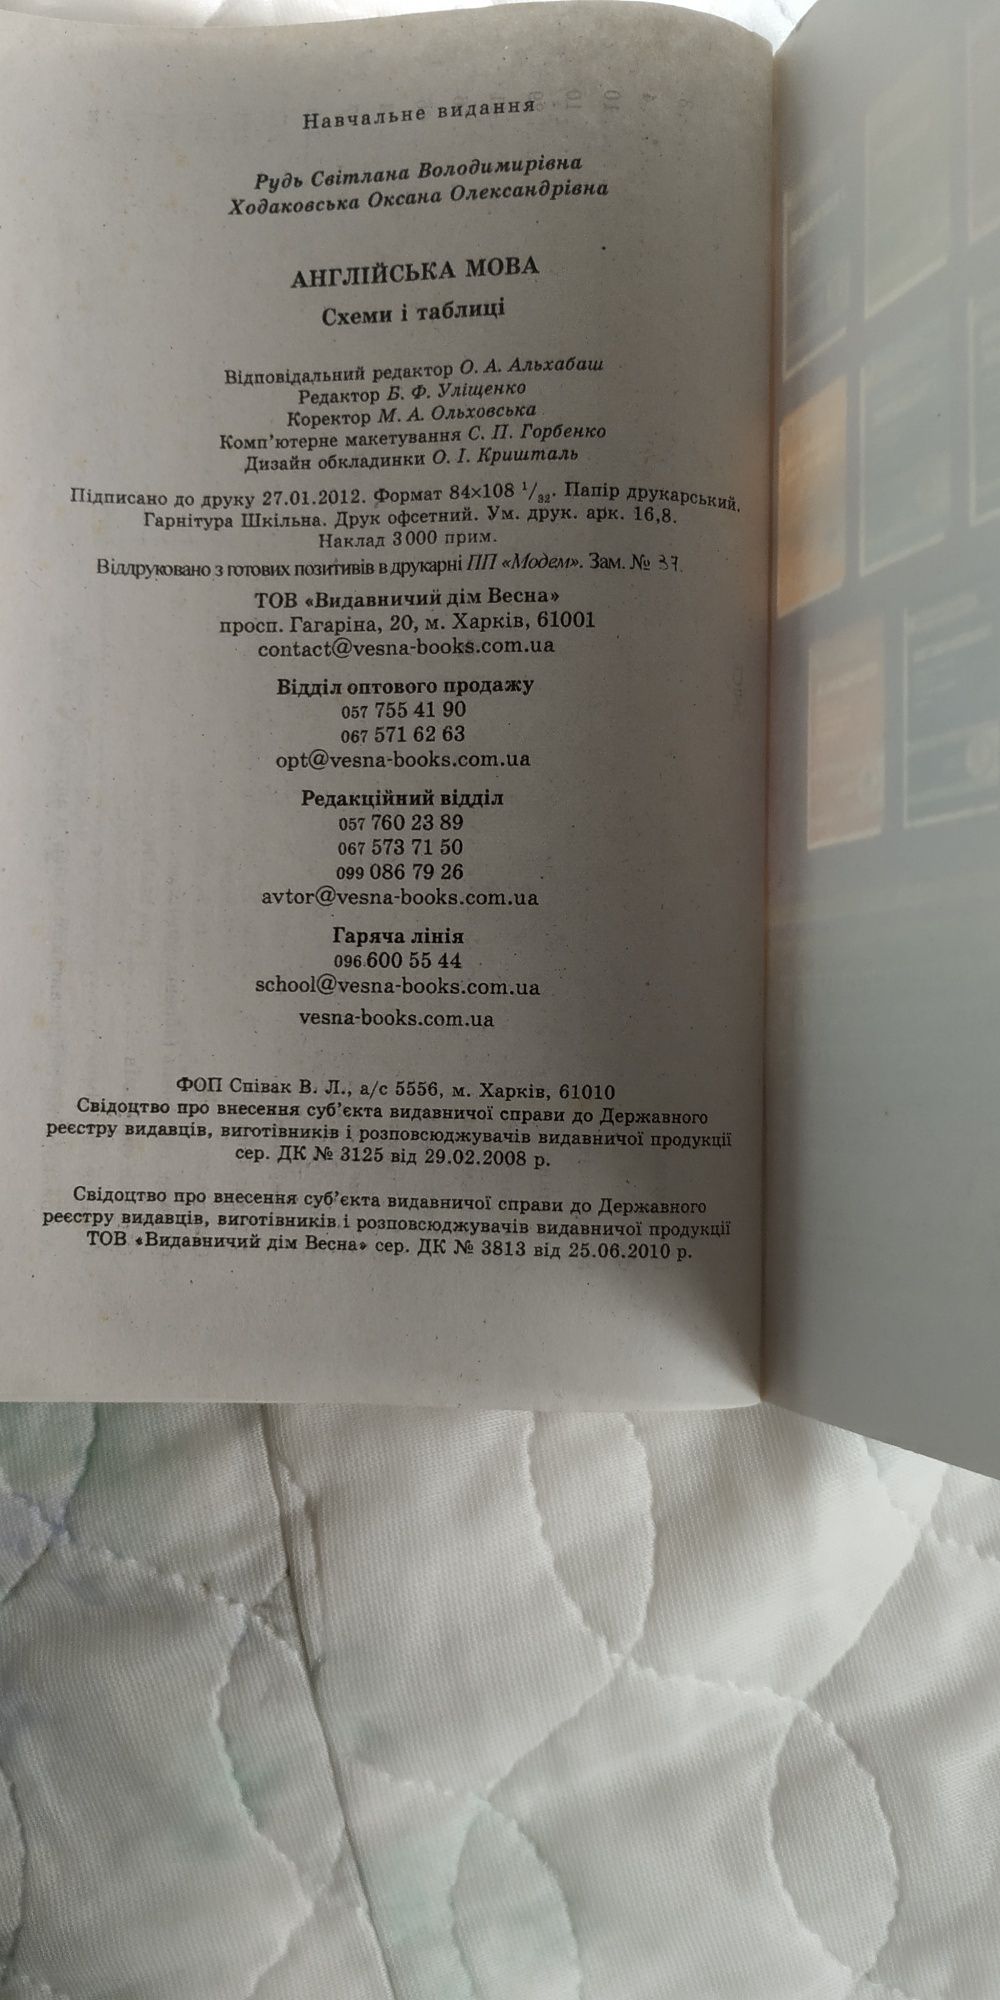 Навчальне видання
Рудь Світлана Володимирівна
Ходаковська Оксана Олександрівна
АНГЛІЙСЬКА МОВА
Схеми і таблиці
Відповідальний редактор О. А. Альхабаш
Редактор Б. Ф. Уліщенко
Коректор М. А. Ольховська
Комп'ютерне макетування С. П. Горбенко
Дизайн обкладинки О. І. Кришталь
Підписано до друку 27.01.2012. Формат 84×108 1/32. Папір друкарський.
Гарнітура Шкільна. Друк офсетний. Ум. друк. арк. 16,8.
Наклад 3000 прим.
Віддруковано з готових позитивів в друкарні ПП «Модем». Зам. № 37.
ТОВ «Видавничий дім Весна»
просп. Гагаріна, 20, м. Харків, 61001
contact@vesna-books.com.ua
Відділ оптового продажу
057 755 41 90
067 571 62 63
opt@vesna-books.com.ua
Редакційний відділ
057 760 23 89
067 573 71 50
099 086 79 26
avtor@vesna-books.com.ua
Гаряча лінія
096 600 55 44
school@vesna-books.com.ua
vesna-books.com.ua
ФОП Співак В. Л., а/с 5556, м. Харків, 61010
Свідоцтво про внесення суб'єкта видавничої справи до Державного
реєстру видавців, виготівників і розповсюджувачів видавничої продукції
сер. ДК № 3125 від 29.02.2008 р.
Свідоцтво про внесення суб'єкта видавничої справи до Державного
реєстру видавців, виготівників і розповсюджувачів видавничої продукції
ТОВ «Видавничий дім Весна» сер. ДК № 3813 від 25.06.2010 р.